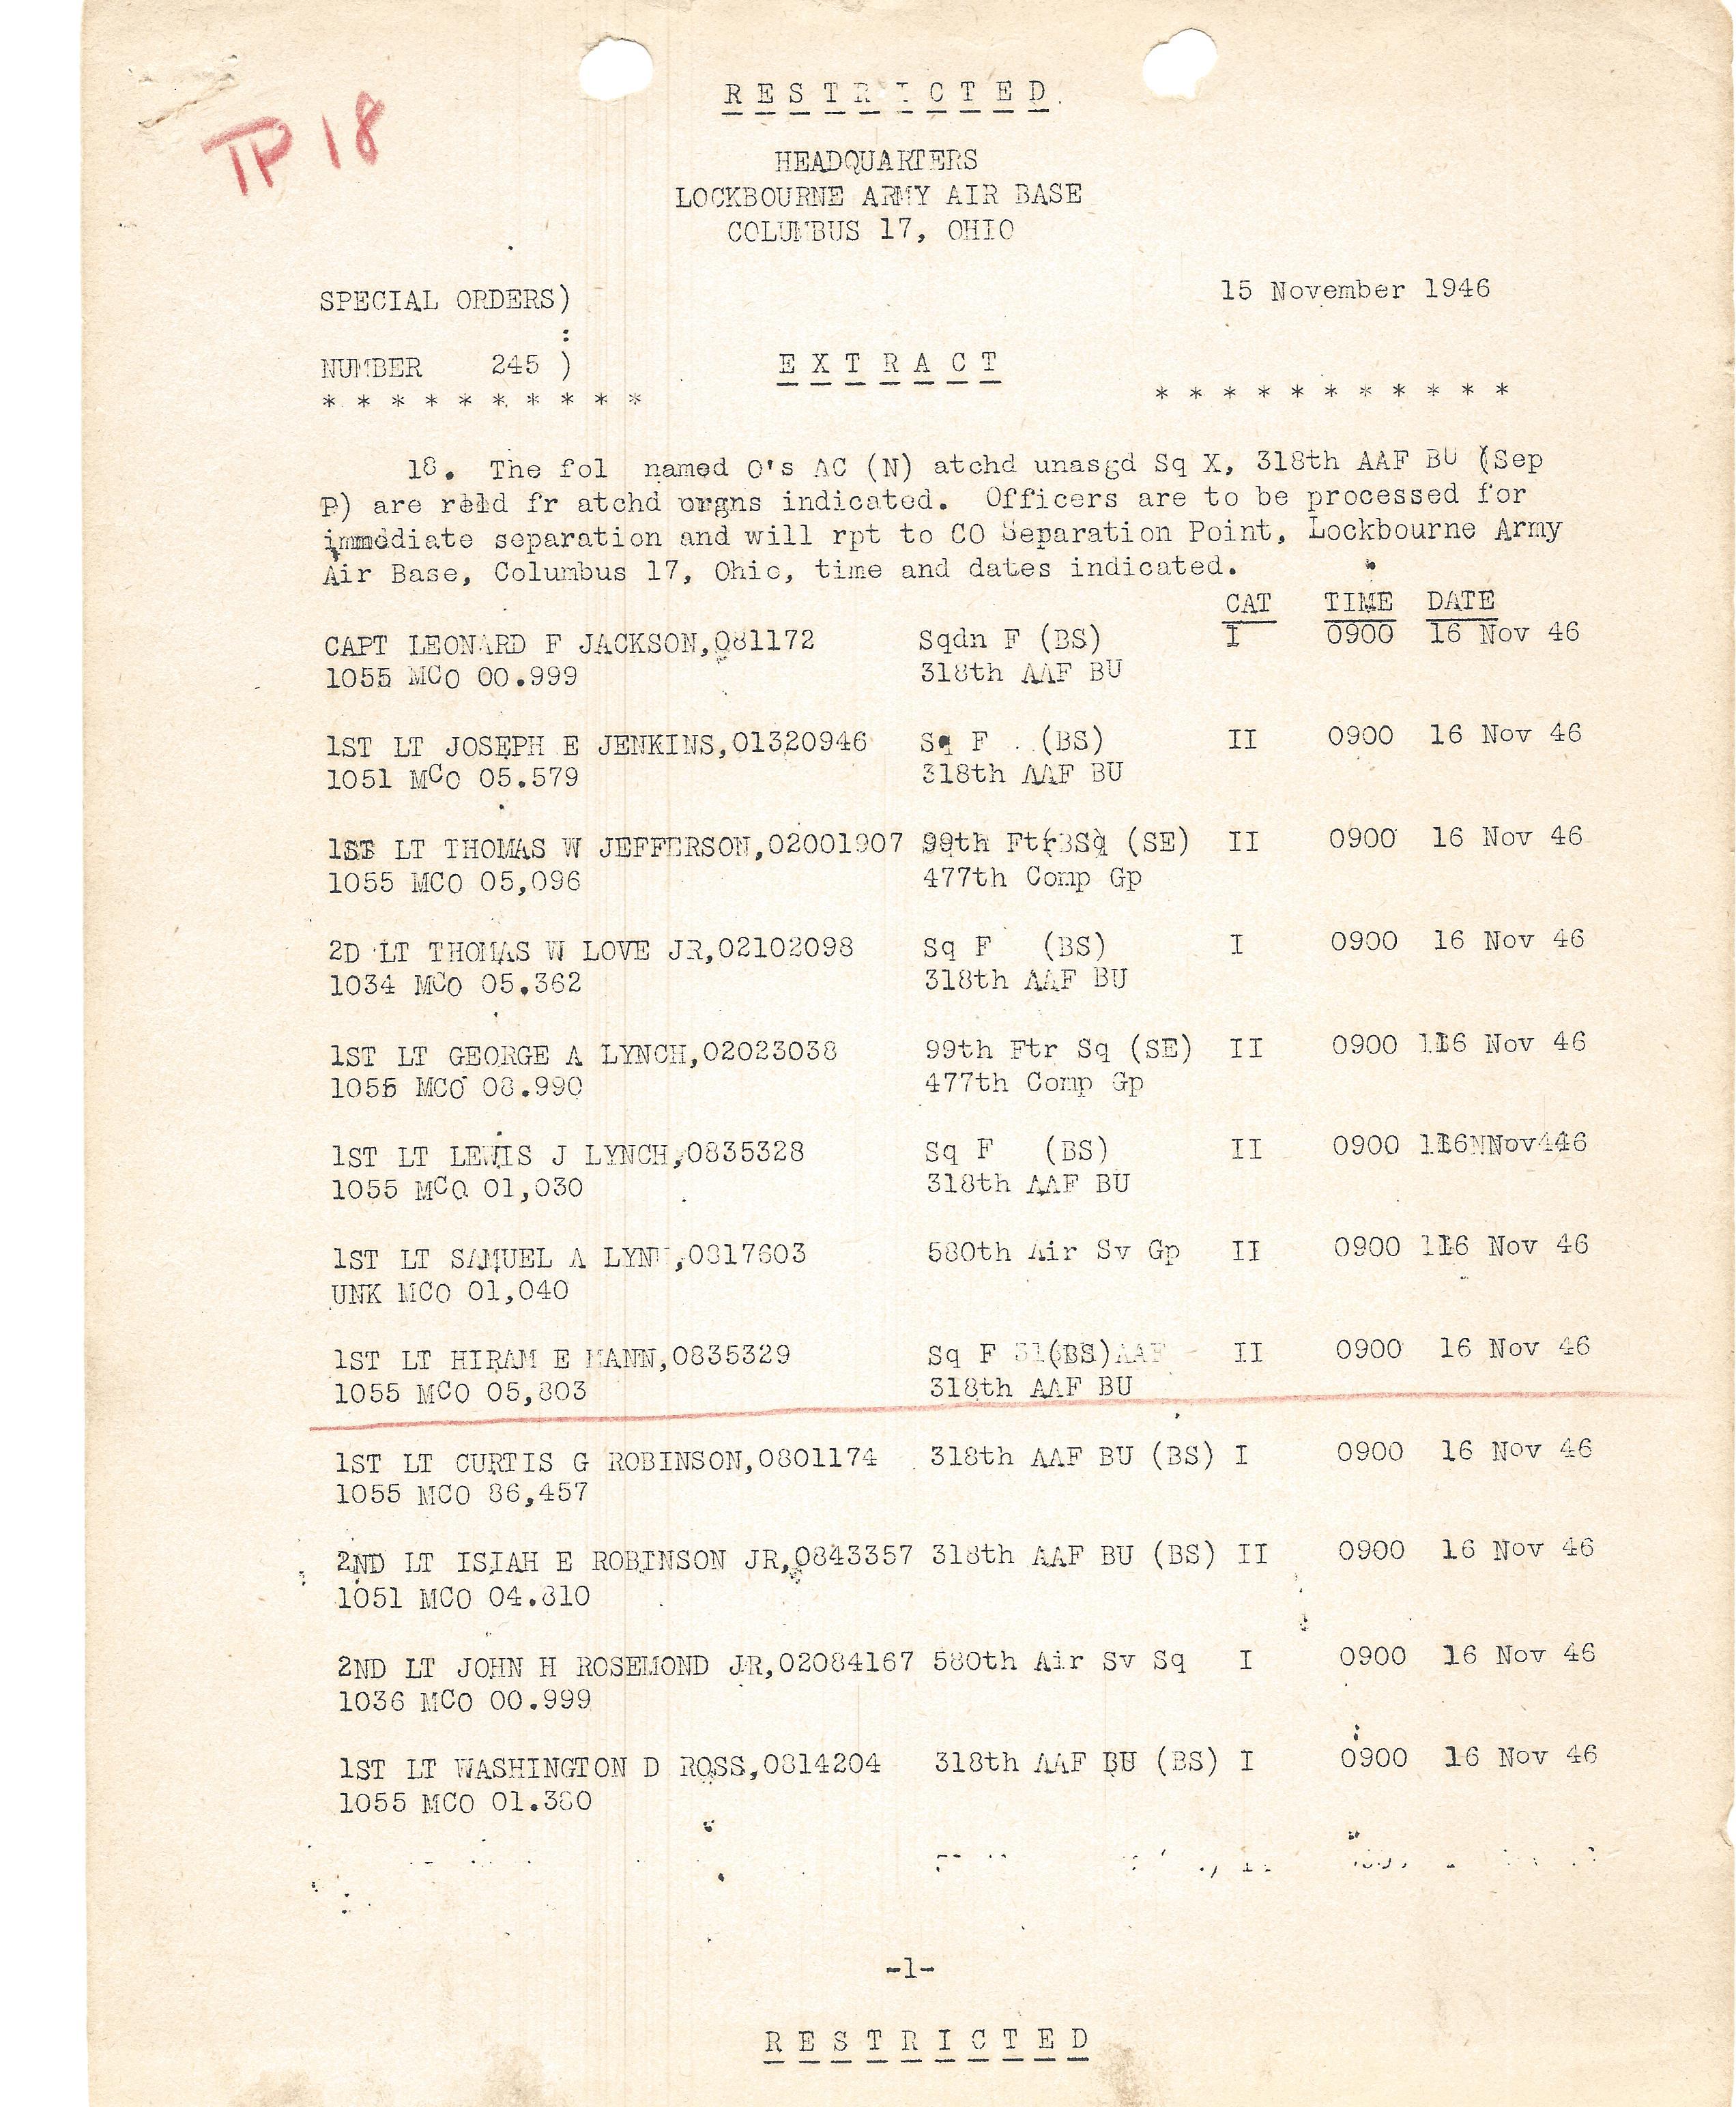 TP 18
R E S T R I C T E D
HEADQUARTERS
LOCKBOURNE ARMY AIR BASE
COLUMBUS 17, OHIO
SPECIAL ORDERS) 15 November 1946
:
NUMBER 245 ) E X T R A C T
* * * * * * * * * * * * * * * * * * * * *
18. The fol named O's AC (N) atchd unasgd Sq X, 318th AAF BU (Sep
P) are reld fr atchd orgns indicated. Officers are to be processed for
immediate separation and will rpt to CO Separation Point, Lockbourne Army
Air Base, Columbus 17, Ohio, time and dates indicated.
CAT TIME DATE
CAPT LEONARD F JACKSON,081172 Sqdn F (BS) I 0900 16 Nov 46
1055 MCO 00.999 318th AAF BU
1ST LT JOSEPH E JENKINS,01320946 Sq F (BS) II 0900 16 Nov 46
1051 MCO 05.579 318th AAF BU
1ST LT THOMAS W JEFFERSON,02001907 99th Ftr Sq (SE) II 0900 16 Nov 46
1055 MCO 05,096 477th Comp Gp
2D LT THOMAS W LOVE JR,02102098 Sq F (BS) I 0900 16 Nov 46
1034 MCO 05.362 318th AAF BU
1ST LT GEORGE A LYNCH,02023038 99th Ftr Sq (SE) II 0900 16 Nov 46
1055 MCO 08.990 477th Comp Gp
1ST LT LEWIS J LYNCH,0835328 Sq F (BS) II 0900 16 Nov 46
1055 MCO 01,030 318th AAF BU
1ST LT SAMUEL A ,0817603 580th Air Sv Gp II 0900 16 Nov 46
UNK MCO 01,040
1ST LT HIRAM E MANN,0835329 Sq F (BS) II 0900 16 Nov 46
1055 MCO 05,803 318th AAF BU
1ST LT CURTIS G ROBINSON,0801174 318th AAF BU (BS) I 0900 16 Nov 46
1055 MCO 86,457
2ND LT ISIAH E ROBINSON JR,0843357 318th AAF BU (BS) II 0900 16 Nov 46
1051 MCO 04.810
2ND LT JOHN H ROSEMOND JR,02084167 580th Air Sv Sq I 0900 16 Nov 46
1036 MCO 00.999
1ST LT WASHINGTON D ROSS,0814204 318th AAF BU (BS) I 0900 16 Nov 46
1055 MCO 01.380
-1-
R E S T R I C T E D